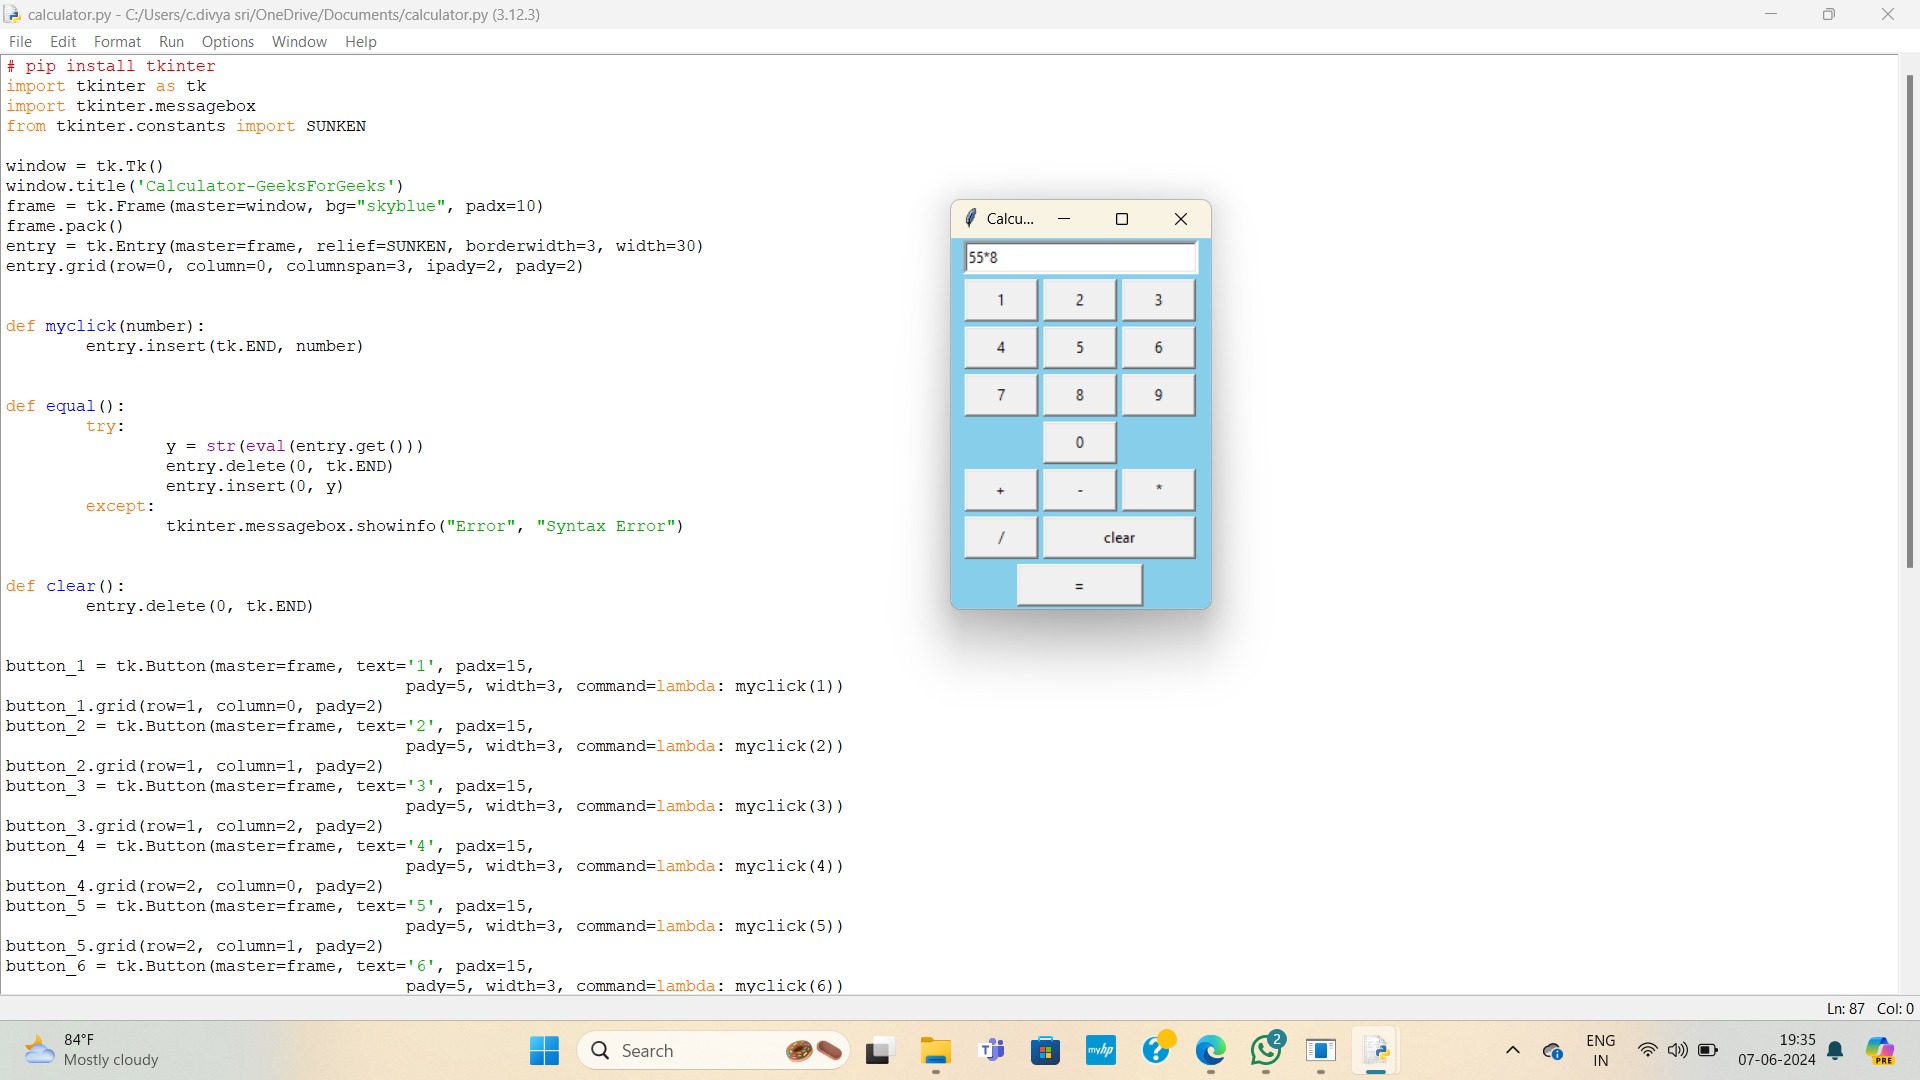 calculator.py - C:/Users/c.divya sri/OneDrive/Documents/calculator.py (3.12.3)
File Edit Format Run Options Window Help
# pip install tkinter
import tkinter as tk
import tkinter.messagebox
from tkinter.constants import SUNKEN
window = tk.Tk()
window.title('Calculator-GeeksForGeeks')
frame = tk.Frame(master=window, bg="skyblue", padx=10)
frame.pack()
entry = tk.Entry(master=frame, relief=SUNKEN, borderwidth=3, width=30)
entry.grid(row=0, column=0, columnspan=3, ipady=2, pady=2)
def myclick(number):
entry.insert(tk.END, number)
def equal():
try:
y = str(eval(entry.get()))
entry.delete(0, tk.END)
entry.insert(0, y)
except:
tkinter.messagebox.showinfo("Error", "Syntax Error")
def clear():
entry.delete(0, tk.END)
button_1 = tk.Button(master=frame, text='1', padx=15,
pady=5, width=3, command=lambda: myclick(1))
button_1.grid(row=1, column=0, pady=2)
button_2 = tk.Button(master=frame, text='2', padx=15,
pady=5, width=3, command=lambda: myclick(2))
button_2.grid(row=1, column=1, pady=2)
button_3 = tk.Button(master=frame, text='3', padx=15,
pady=5, width=3, command=lambda: myclick(3))
button_3.grid(row=1, column=2, pady=2)
button_4 = tk.Button(master=frame, text='4', padx=15,
pady=5, width=3, command=lambda: myclick(4))
button_4.grid(row=2, column=0, pady=2)
button_5 = tk.Button(master=frame, text='5', padx=15,
pady=5, width=3, command=lambda: myclick(5))
button_5.grid(row=2, column=1, pady=2)
button_6 = tk.Button(master=frame, text='6', padx=15,
pady=5, width=3, command=lambda: myclick(6))
Calcu...
55*8
1 2 3
4 5 6
7 8 9
0
+ - *
/ clear
=
Ln: 87 Col: 0
84°F
Mostly cloudy
Search
myhp
2
ENG
IN
19:35
07-06-2024
PRE